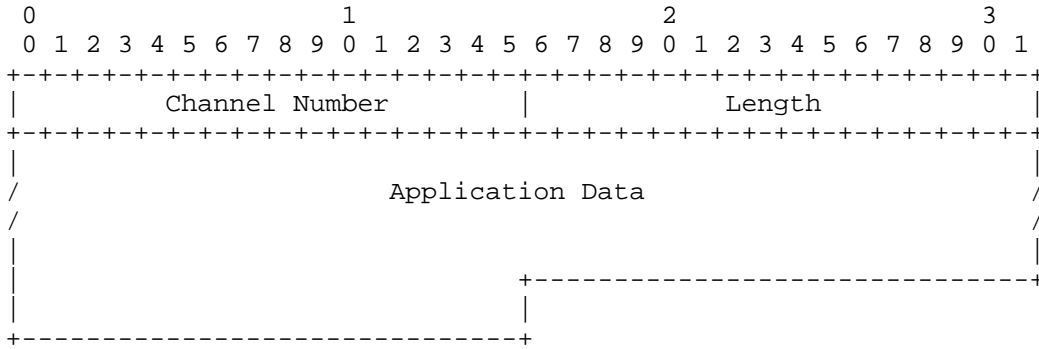 0 1 2 3
0 1 2 3 4 5 6 7 8 9 0 1 2 3 4 5 6 7 8 9 0 1 2 3 4 5 6 7 8 9 0 1
Channel Number Length
Application Data